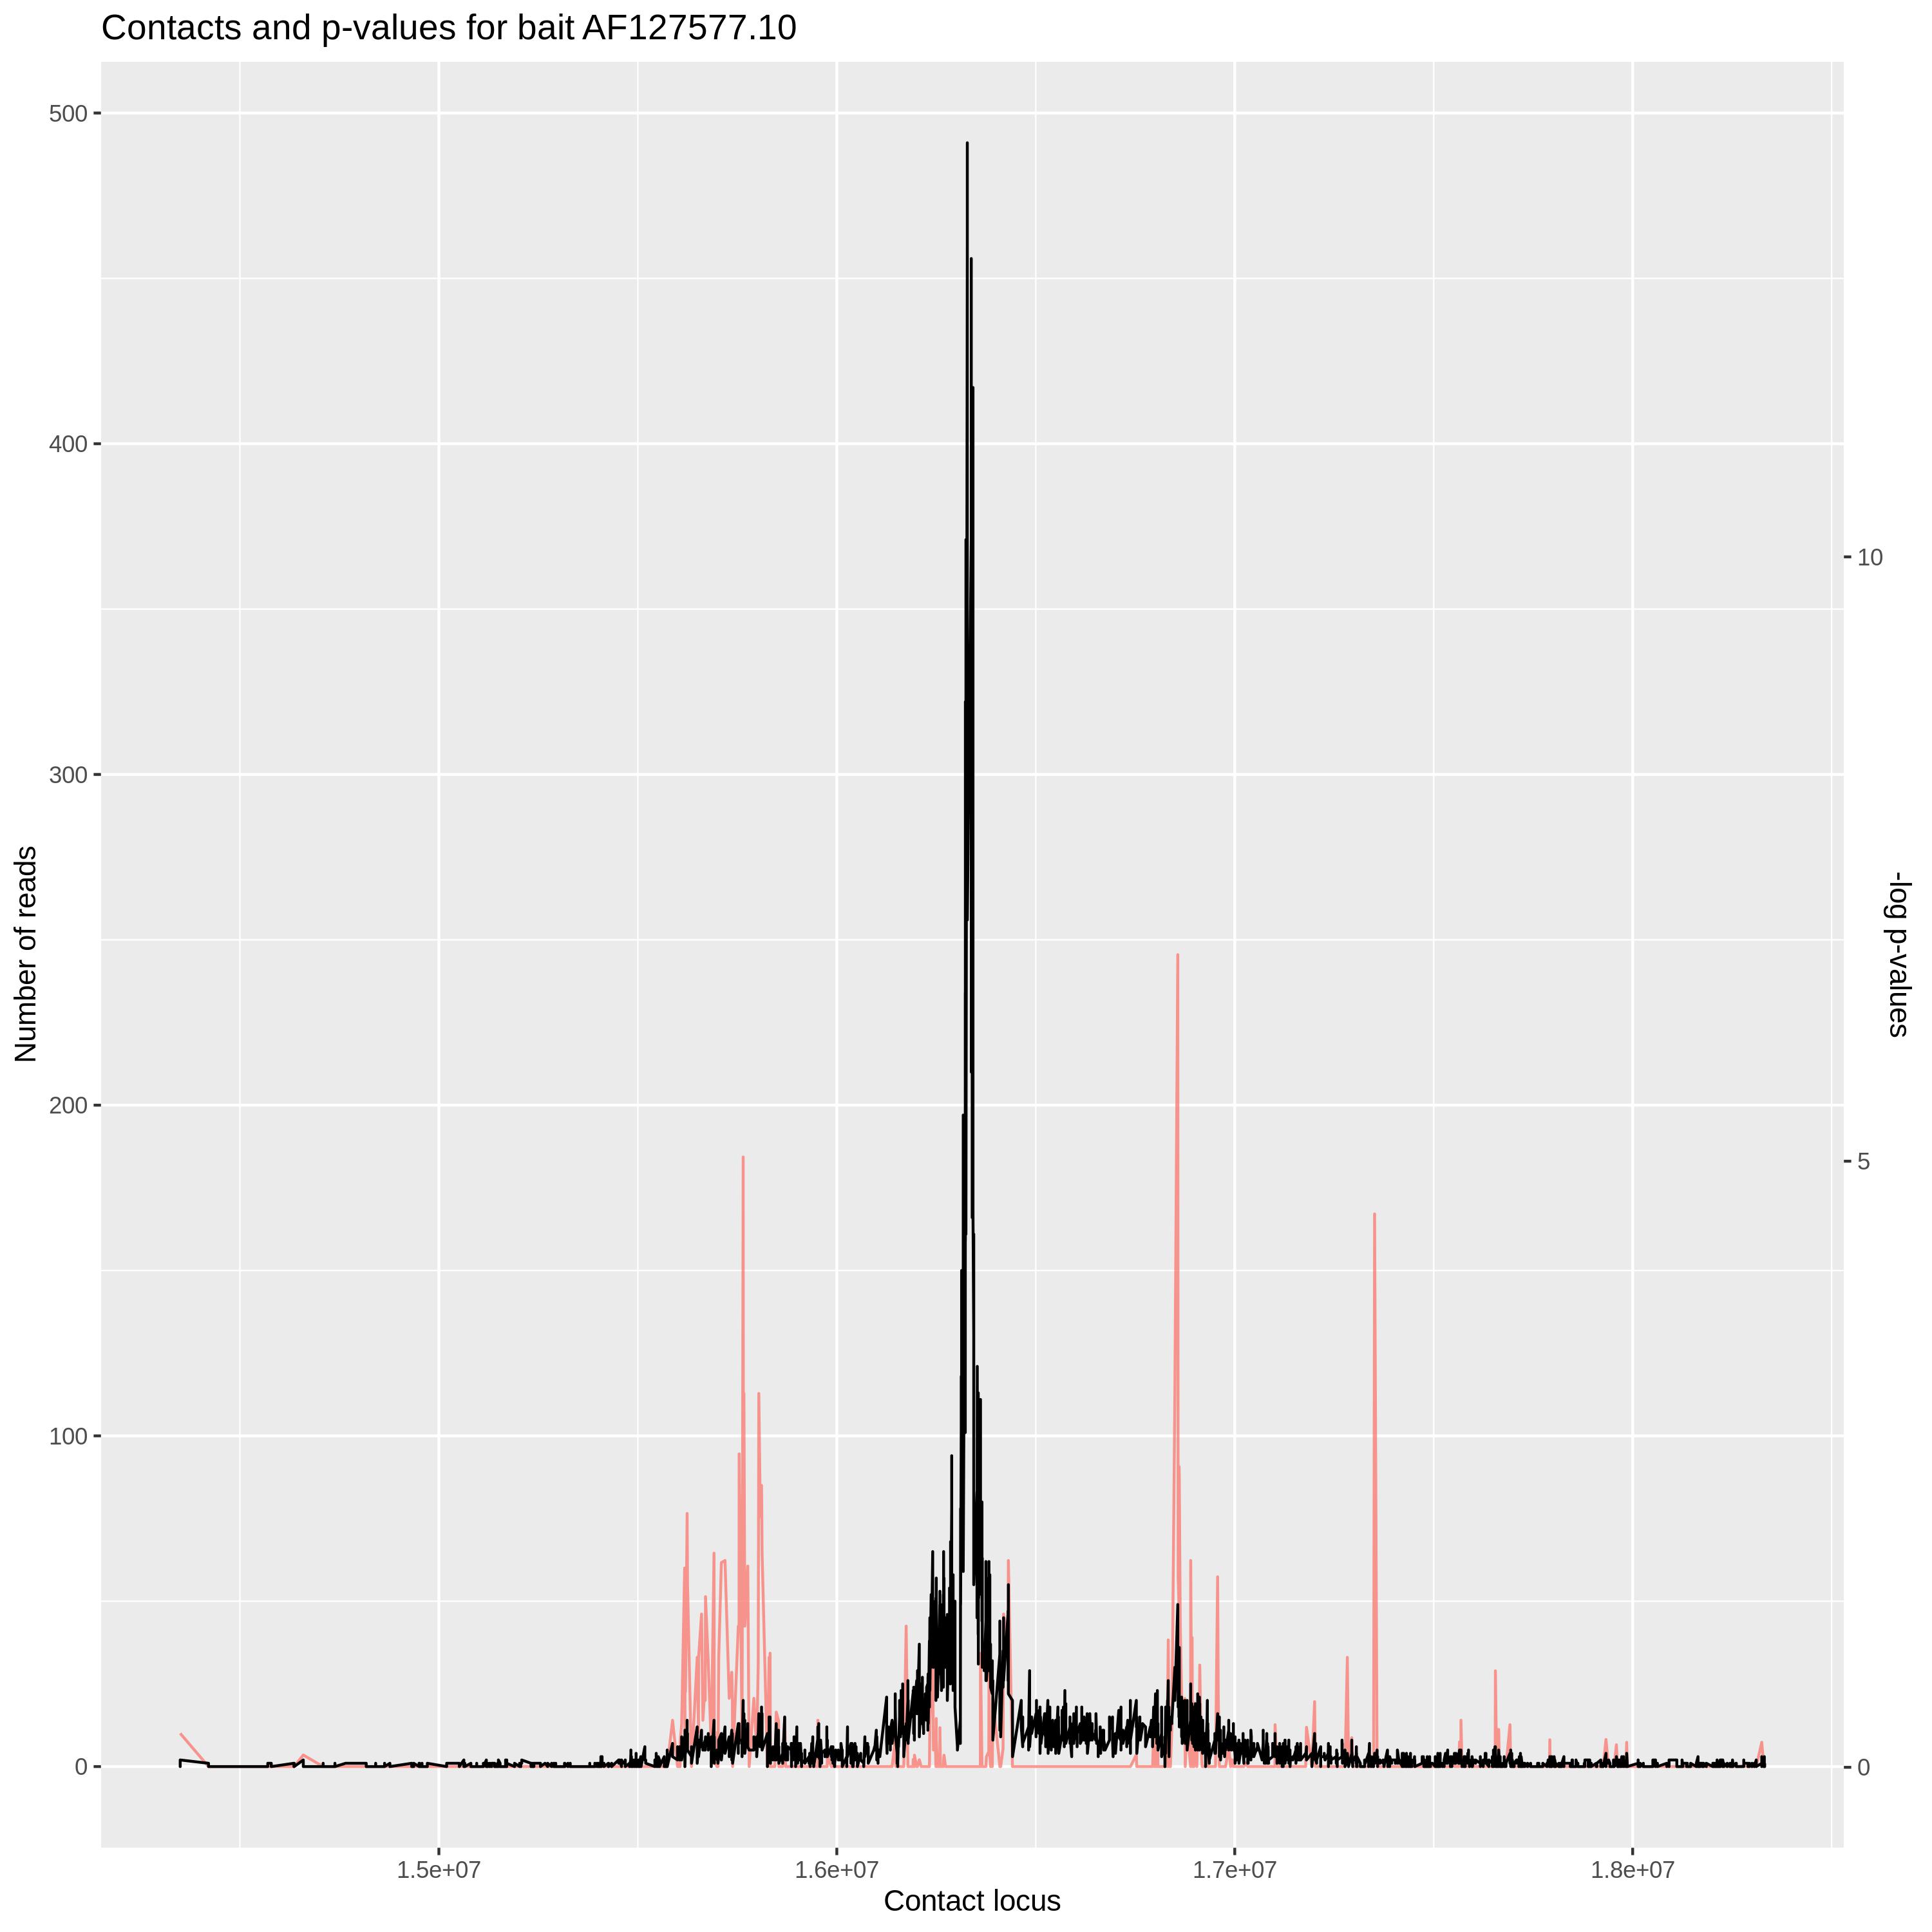 Contacts and p-values for bait AF127577.10
500
400
300
200
100
0
Number of reads
10
5
0
-log p-values
1.5e+07
1.6e+07
1.7e+07
1.8e+07
Contact locus